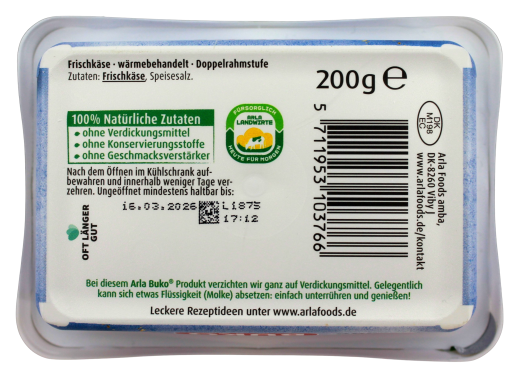 Frischkäse · wärmebehandelt · Doppelrahmstufe
Zutaten: Frischkäse, Speisesalz.
200g e
100% Natürliche Zutaten
• ohne Verdickungsmittel
• ohne Konservierungsstoffe
• ohne Geschmacksverstärker
FÜRSORGLICH
ARLA
LANDWIRTE
HEUTE FÜR MORGEN
Nach dem Öffnen im Kühlschrank auf-
bewahren und innerhalb weniger Tage ver-
zehren. Ungeöffnet mindestens haltbar bis:
16.03.2026 L1875
17:12
OFT LÄNGER
GUT
5 711953 103766
DK
M198
EC
Arla Foods amba,
DK-8260 Viby J
www.arlafoods.de/kontakt
Bei diesem Arla Buko® Produkt verzichten wir ganz auf Verdickungsmittel. Gelegentlich
kann sich etwas Flüssigkeit (Molke) absetzen: einfach unterrühren und genießen!
Leckere Rezeptideen unter www.arlafoods.de